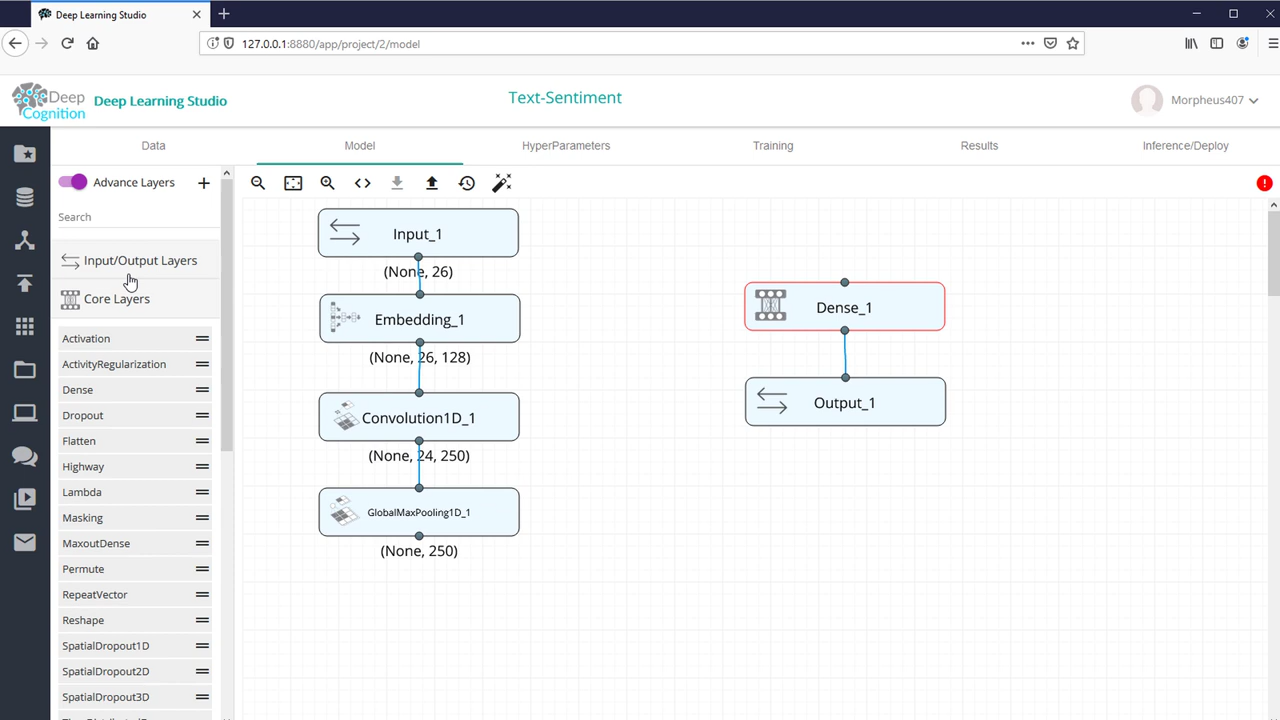 Deep Learning Studio
127.0.0.1:8880/app/project/2/model
Deep
Cognition
Deep Learning Studio
Text-Sentiment
Morpheus407
Data
Model
HyperParameters
Training
Results
Inference/Deploy
Advance Layers
Search
Input/Output Layers
Core Layers
Activation
ActivityRegularization
Dense
Dropout
Flatten
Highway
Lambda
Masking
MaxoutDense
Permute
RepeatVector
Reshape
SpatialDropout1D
SpatialDropout2D
SpatialDropout3D
Input_1
(None, 26)
Embedding_1
(None, 26, 128)
Convolution1D_1
(None, 24, 250)
GlobalMaxPooling1D_1
(None, 250)
Dense_1
Output_1